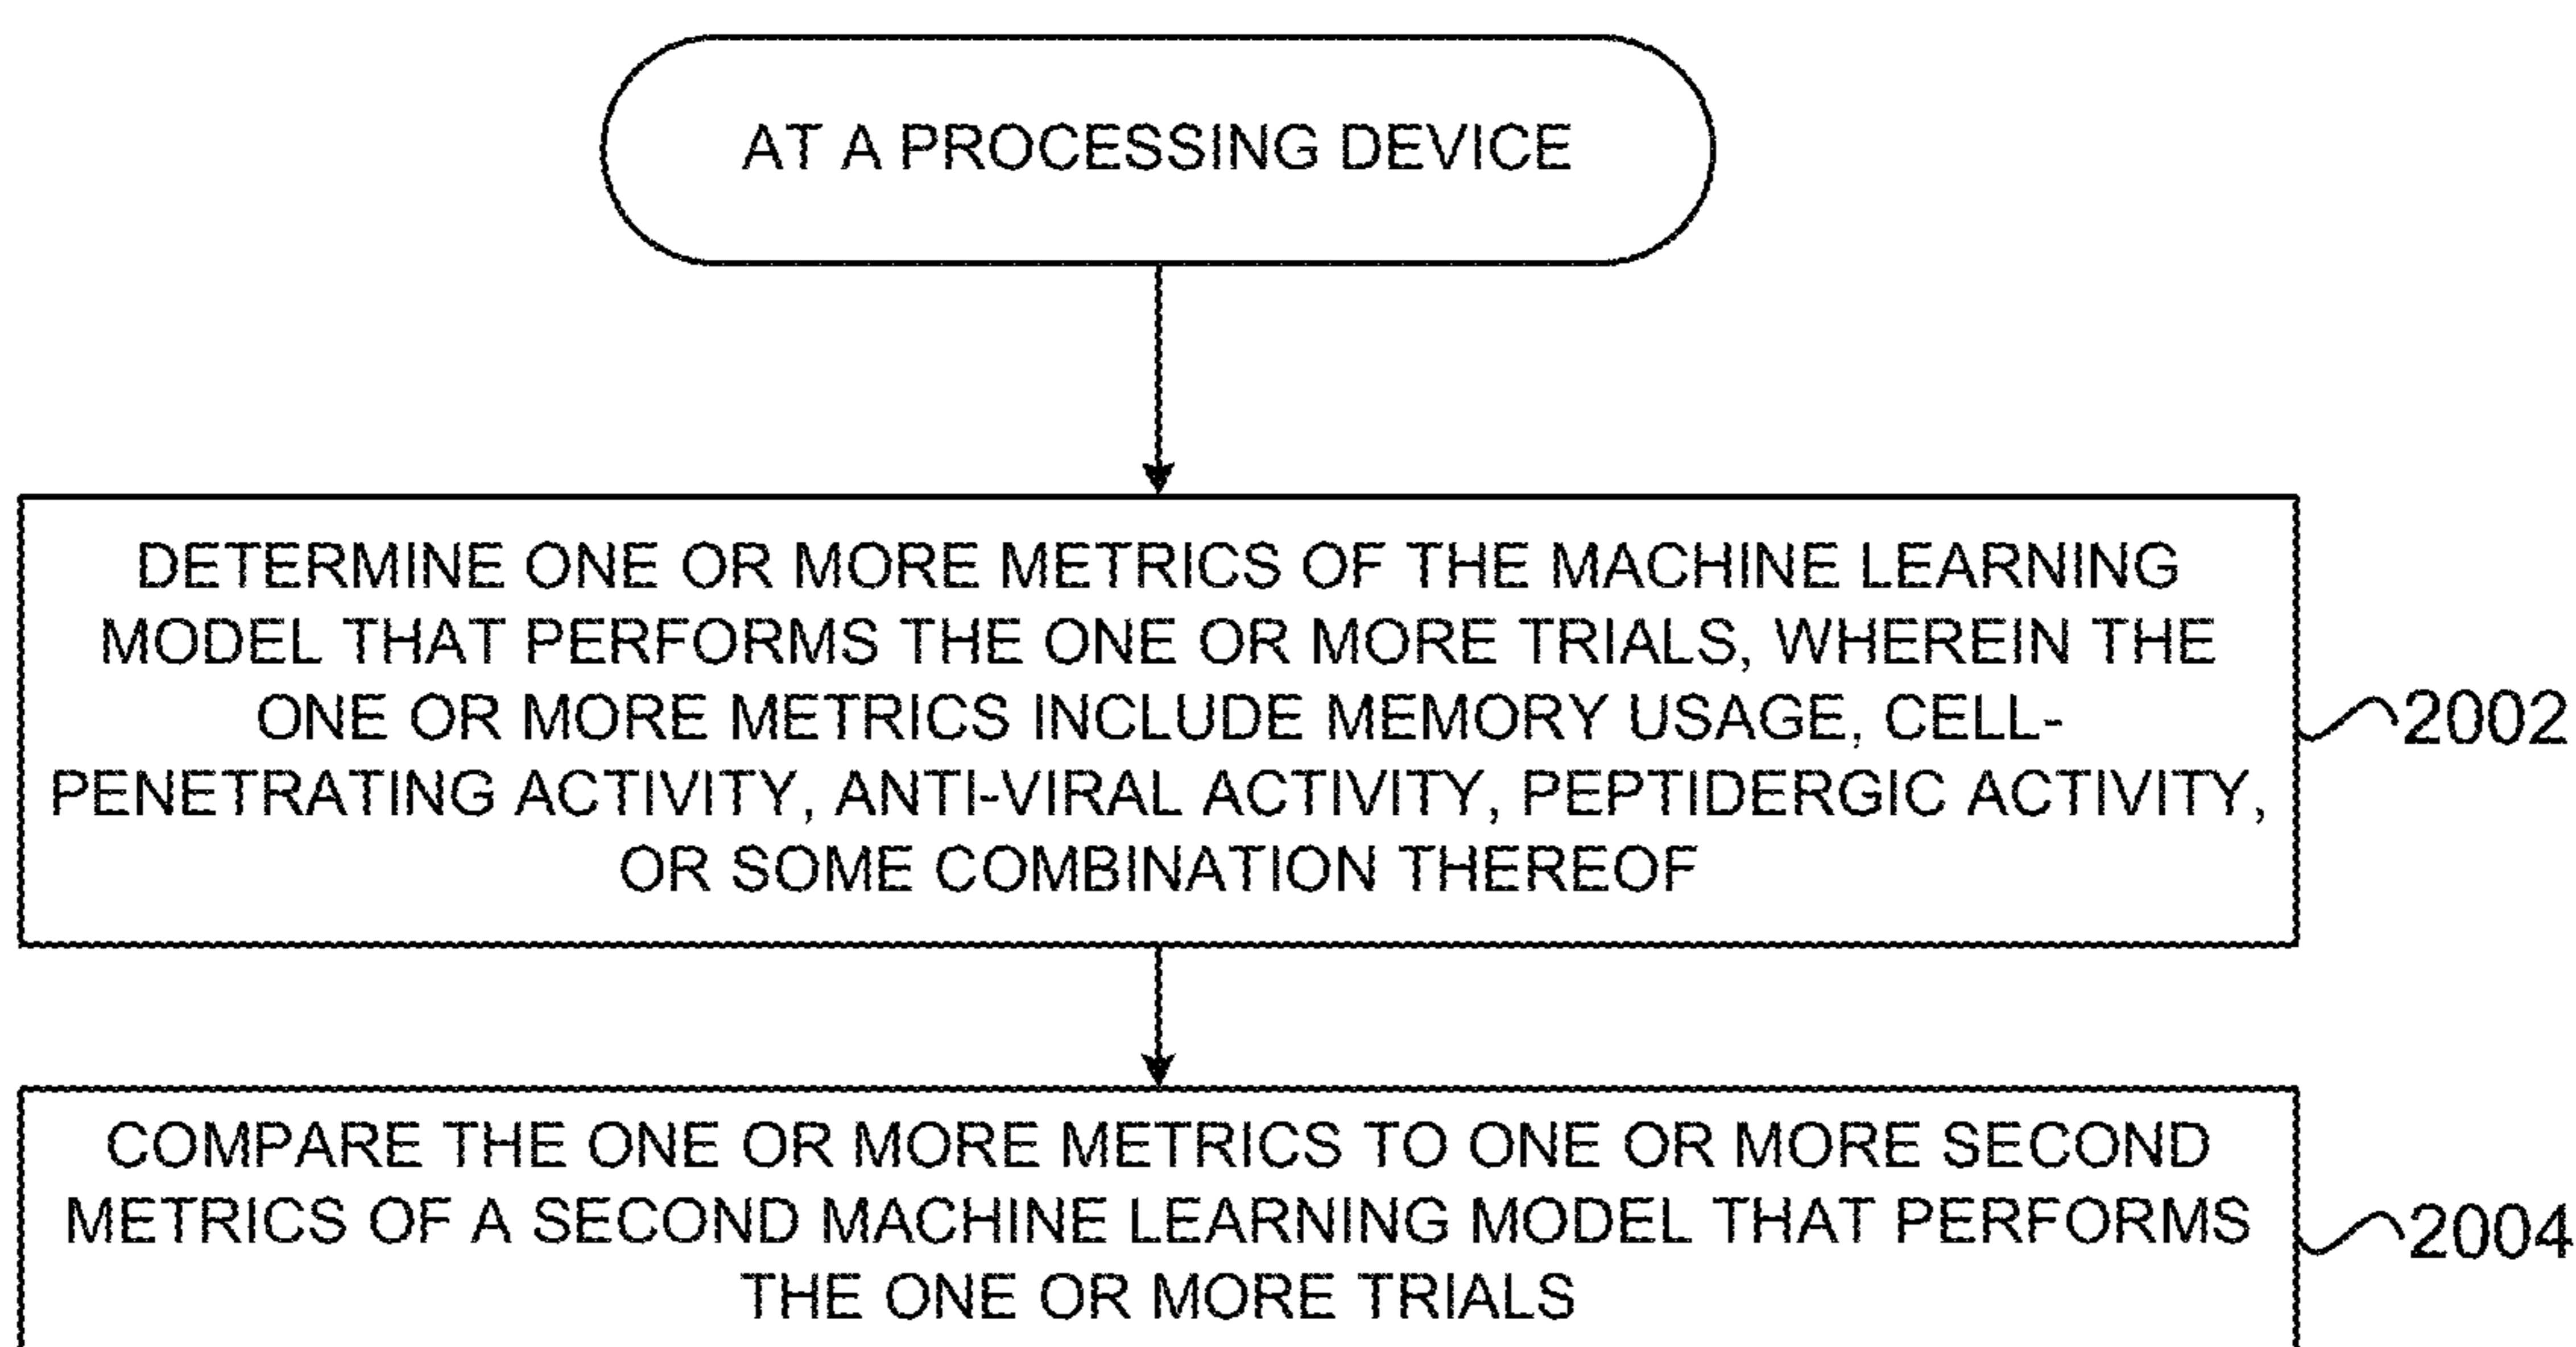 AT A PROCESSING DEVICE
DETERMINE ONE OR MORE METRICS OF THE MACHINE LEARNING
MODEL THAT PERFORMS THE ONE OR MORE TRIALS, WHEREIN THE
ONE OR MORE METRICS INCLUDE MEMORY USAGE, CELL-
PENETRATING ACTIVITY, ANTI-VIRAL ACTIVITY, PEPTIDERGIC ACTIVITY,
OR SOME COMBINATION THEREOF
2002
COMPARE THE ONE OR MORE METRICS TO ONE OR MORE SECOND
METRICS OF A SECOND MACHINE LEARNING MODEL THAT PERFORMS
THE ONE OR MORE TRIALS
2004